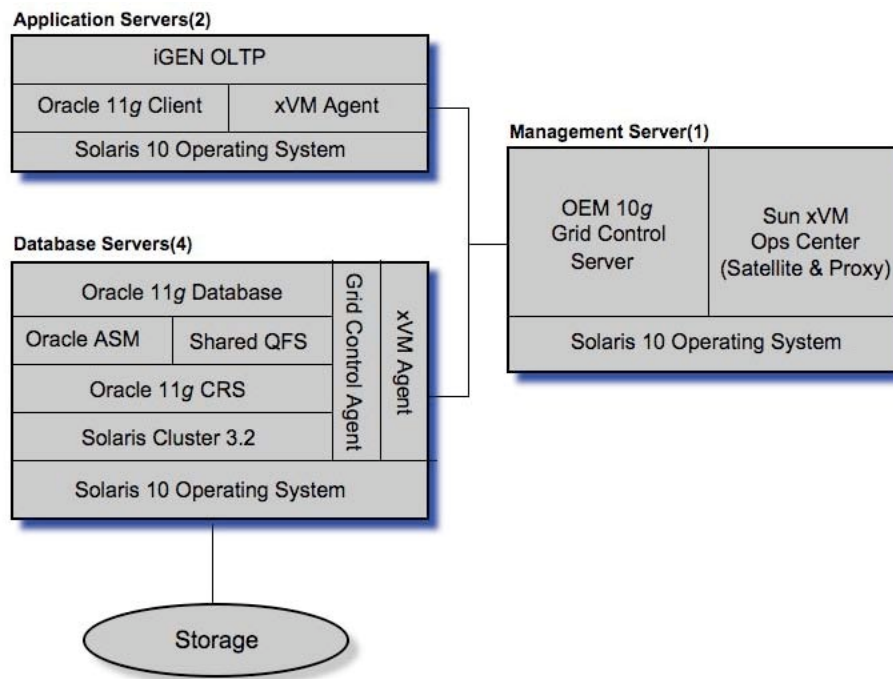 Application Servers(2)
iGEN OLTP
Oracle 11g Client
xVM Agent
Solaris 10 Operating System
Management Server(1)
OEM 10g
Grid Control
Server
Sun xVM
Ops Center
(Satellite & Proxy)
Solaris 10 Operating System
Database Servers(4)
Oracle 11g Database
Oracle ASM
Shared QFS
Oracle 11g CRS
Solaris Cluster 3.2
Grid Control Agent
xVM Agent
Solaris 10 Operating System
Storage